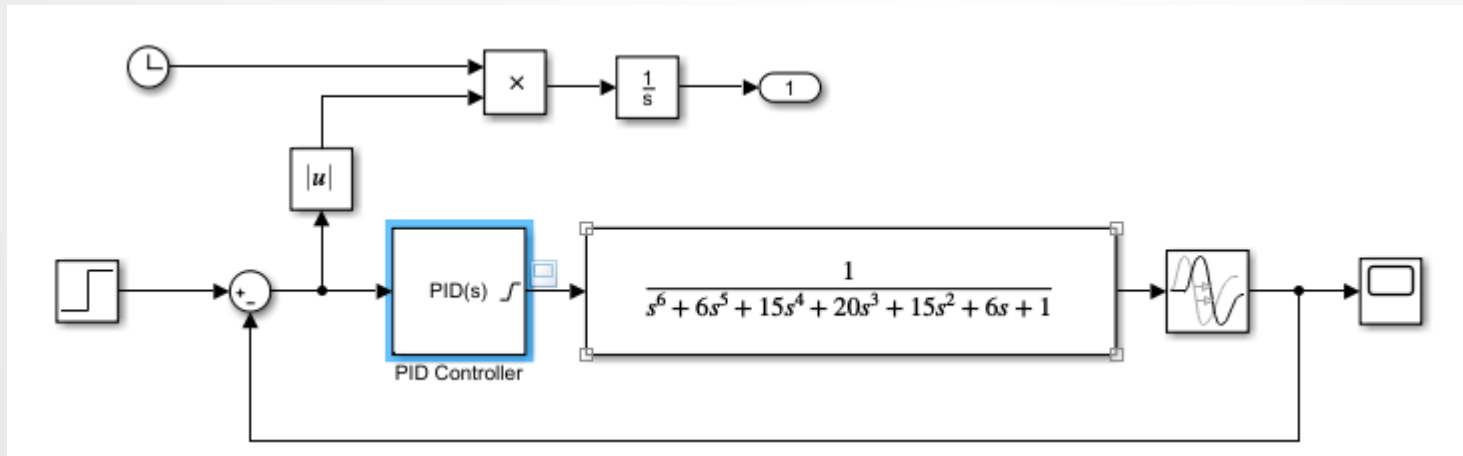 ×
1
s
1
|u|
PID(s)
1
s⁶ + 6s⁵ + 15s⁴ + 20s³ + 15s² + 6s + 1
+
−
PID Controller